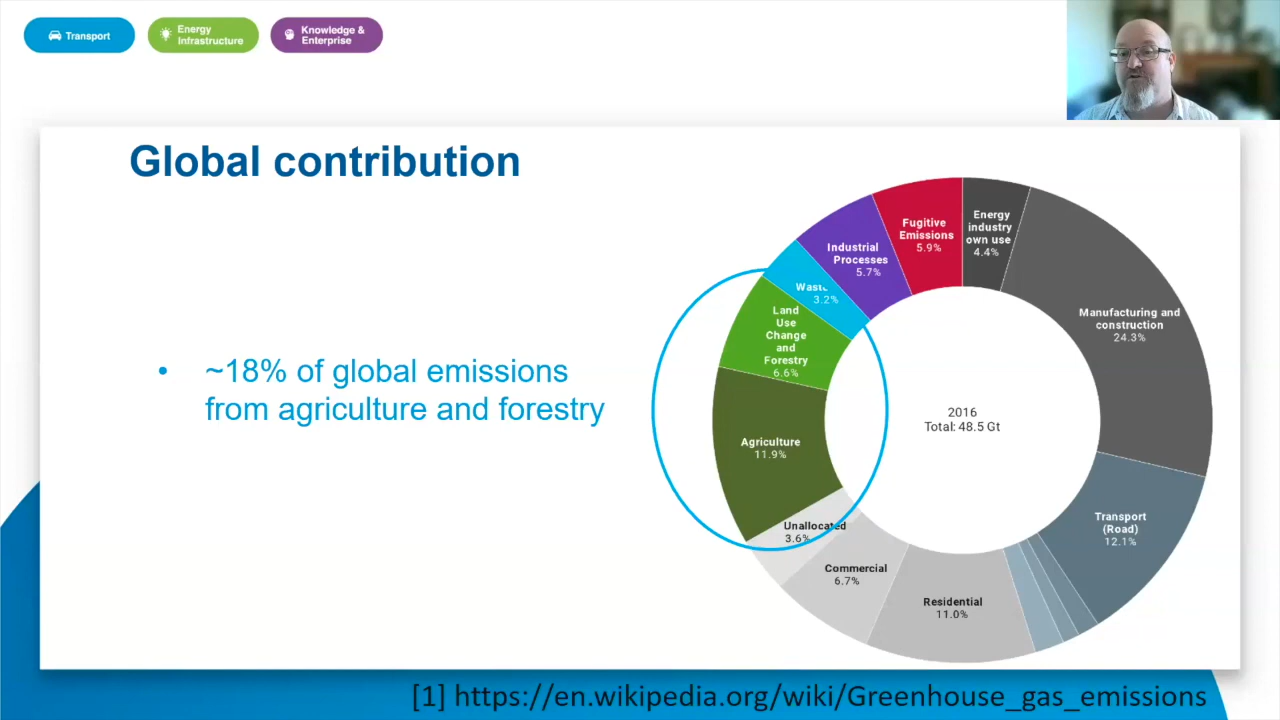 Transport
Energy
Infrastructure
Knowledge &
Enterprise
Global contribution
• ~18% of global emissions
from agriculture and forestry
Energy
industry
own use
4.4%
Manufacturing and
construction
24.3%
Transport
(Road)
12.1%
Residential
11.0%
Commercial
6.7%
Unallocated
3.6%
Agriculture
11.9%
Land
Use
Change
and
Forestry
6.6%
Waste
3.2%
Industrial
Processes
5.7%
Fugitive
Emissions
5.9%
2016
Total: 48.5 Gt
[1] https://en.wikipedia.org/wiki/Greenhouse_gas_emissions